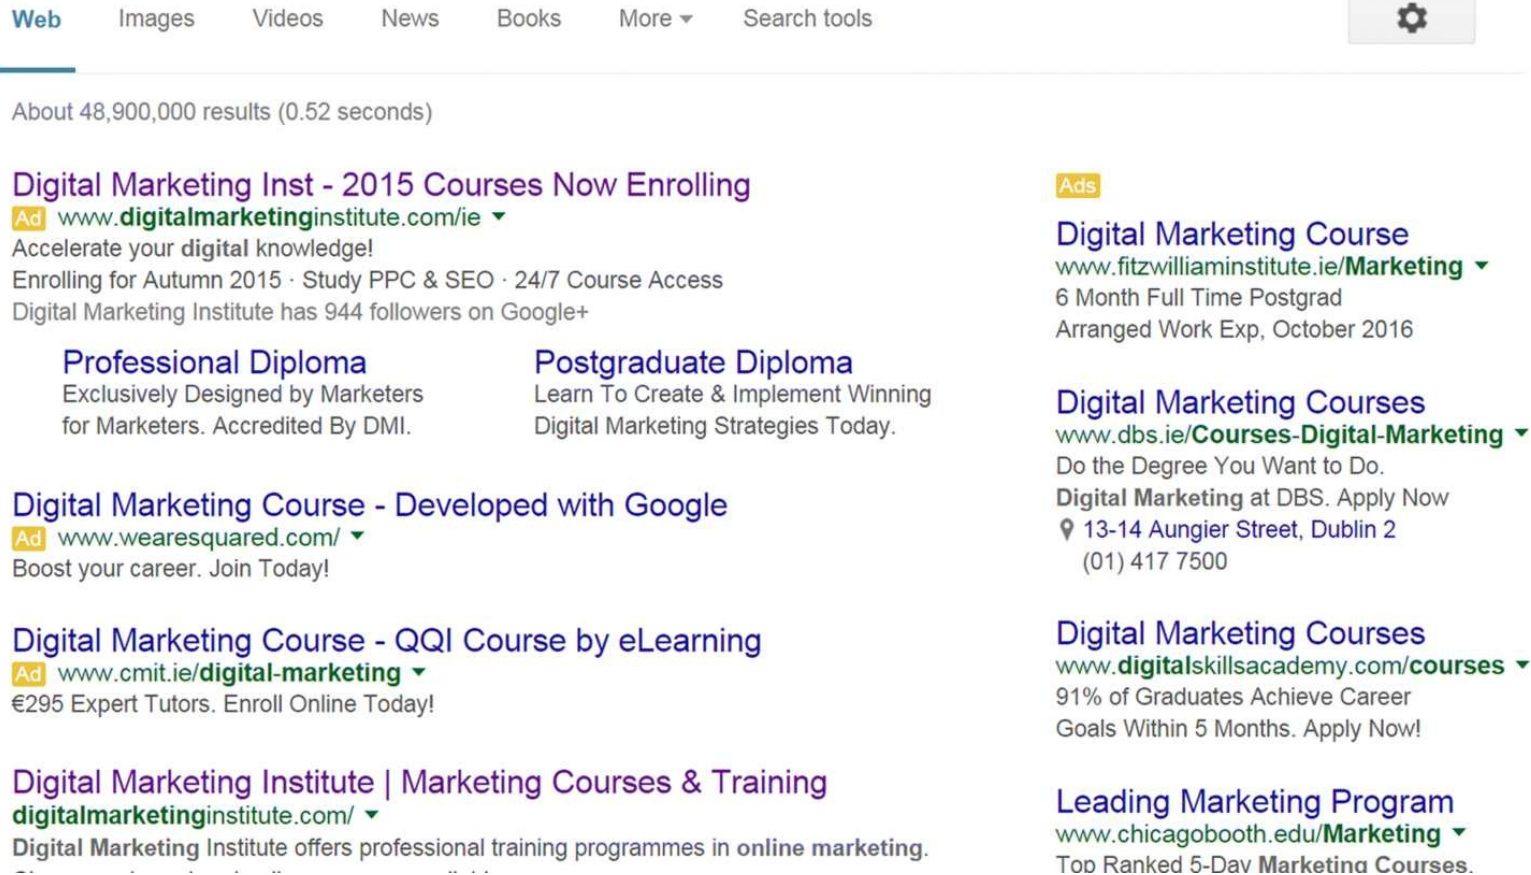 Web Images Videos News Books More Search tools
About 48,900,000 results (0.52 seconds)
Digital Marketing Inst - 2015 Courses Now Enrolling
Ad www.digitalmarketinginstitute.com/ie
Accelerate your digital knowledge!
Enrolling for Autumn 2015 · Study PPC & SEO · 24/7 Course Access
Digital Marketing Institute has 944 followers on Google+
Professional Diploma
Exclusively Designed by Marketers
for Marketers. Accredited By DMI.
Postgraduate Diploma
Learn To Create & Implement Winning
Digital Marketing Strategies Today.
Digital Marketing Course - Developed with Google
Ad www.wearesquared.com/
Boost your career. Join Today!
Digital Marketing Course - QQI Course by eLearning
Ad www.cmit.ie/digital-marketing
€295 Expert Tutors. Enroll Online Today!
Digital Marketing Institute | Marketing Courses & Training
digitalmarketinginstitute.com/
Digital Marketing Institute offers professional training programmes in online marketing.
Ads
Digital Marketing Course
www.fitzwilliaminstitute.ie/Marketing
6 Month Full Time Postgrad
Arranged Work Exp, October 2016
Digital Marketing Courses
www.dbs.ie/Courses-Digital-Marketing
Do the Degree You Want to Do.
Digital Marketing at DBS. Apply Now
13-14 Aungier Street, Dublin 2
(01) 417 7500
Digital Marketing Courses
www.digitalskillsacademy.com/courses
91% of Graduates Achieve Career
Goals Within 5 Months. Apply Now!
Leading Marketing Program
www.chicagobooth.edu/Marketing
Top Ranked 5-Day Marketing Courses.